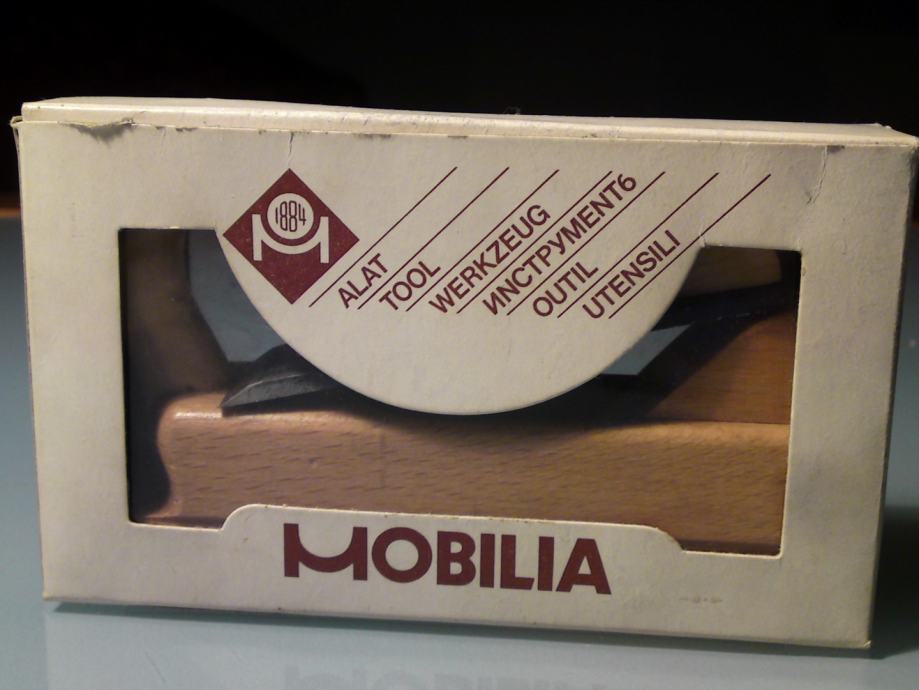 1884
ALAT
TOOL
WERKZEUG
ИНСТРУМЕНТ6
OUTIL
UTENSILI
MOBILIA